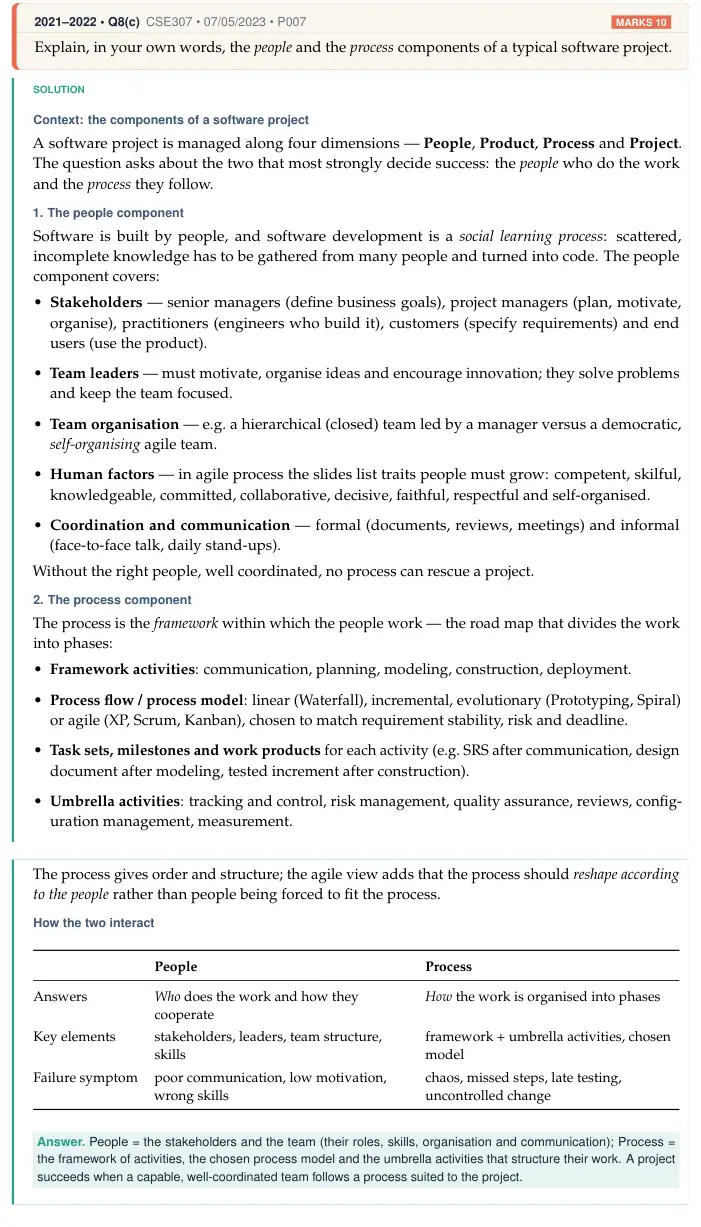 2021–2022 • Q8(c) CSE307 • 07/05/2023 • P007 MARKS 10
Explain, in your own words, the people and the process components of a typical software project.
SOLUTION
Context: the components of a software project
A software project is managed along four dimensions — People, Product, Process and Project.
The question asks about the two that most strongly decide success: the people who do the work
and the process they follow.
1. The people component
Software is built by people, and software development is a social learning process: scattered,
incomplete knowledge has to be gathered from many people and turned into code. The people
component covers:
• Stakeholders — senior managers (define business goals), project managers (plan, motivate,
organise), practitioners (engineers who build it), customers (specify requirements) and end
users (use the product).
• Team leaders — must motivate, organise ideas and encourage innovation; they solve problems
and keep the team focused.
• Team organisation — e.g. a hierarchical (closed) team led by a manager versus a democratic,
self-organising agile team.
• Human factors — in agile process the slides list traits people must grow: competent, skilful,
knowledgeable, committed, collaborative, decisive, faithful, respectful and self-organised.
• Coordination and communication — formal (documents, reviews, meetings) and informal
(face-to-face talk, daily stand-ups).
Without the right people, well coordinated, no process can rescue a project.
2. The process component
The process is the framework within which the people work — the road map that divides the work
into phases:
• Framework activities: communication, planning, modeling, construction, deployment.
• Process flow / process model: linear (Waterfall), incremental, evolutionary (Prototyping, Spiral)
or agile (XP, Scrum, Kanban), chosen to match requirement stability, risk and deadline.
• Task sets, milestones and work products for each activity (e.g. SRS after communication, design
document after modeling, tested increment after construction).
• Umbrella activities: tracking and control, risk management, quality assurance, reviews, config-
uration management, measurement.
The process gives order and structure; the agile view adds that the process should reshape according
to the people rather than people being forced to fit the process.
How the two interact
People Process
Answers Who does the work and how they How the work is organised into phases
cooperate
Key elements stakeholders, leaders, team structure, framework + umbrella activities, chosen
skills model
Failure symptom poor communication, low motivation, chaos, missed steps, late testing,
wrong skills uncontrolled change
Answer. People = the stakeholders and the team (their roles, skills, organisation and communication); Process =
the framework of activities, the chosen process model and the umbrella activities that structure their work. A project
succeeds when a capable, well-coordinated team follows a process suited to the project.